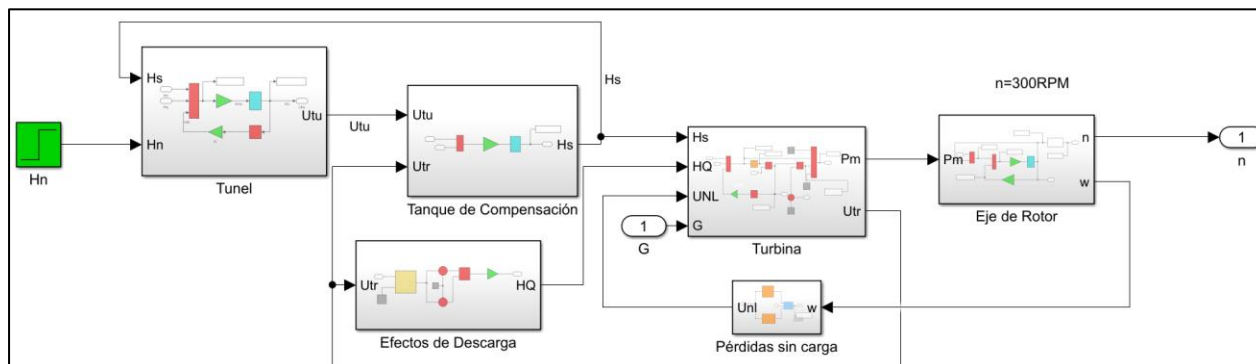 Hn
Hs
Hn
Utu
Tunel
Utu
Utu
Utr
Hs
Tanque de Compensación
Hs
Utr
HQ
Efectos de Descarga
Hs
HQ
UNL
G
Pm
Utr
Turbina
1
G
n=300RPM
Pm
n
w
Eje de Rotor
1
n
Unl
w
Pérdidas sin carga